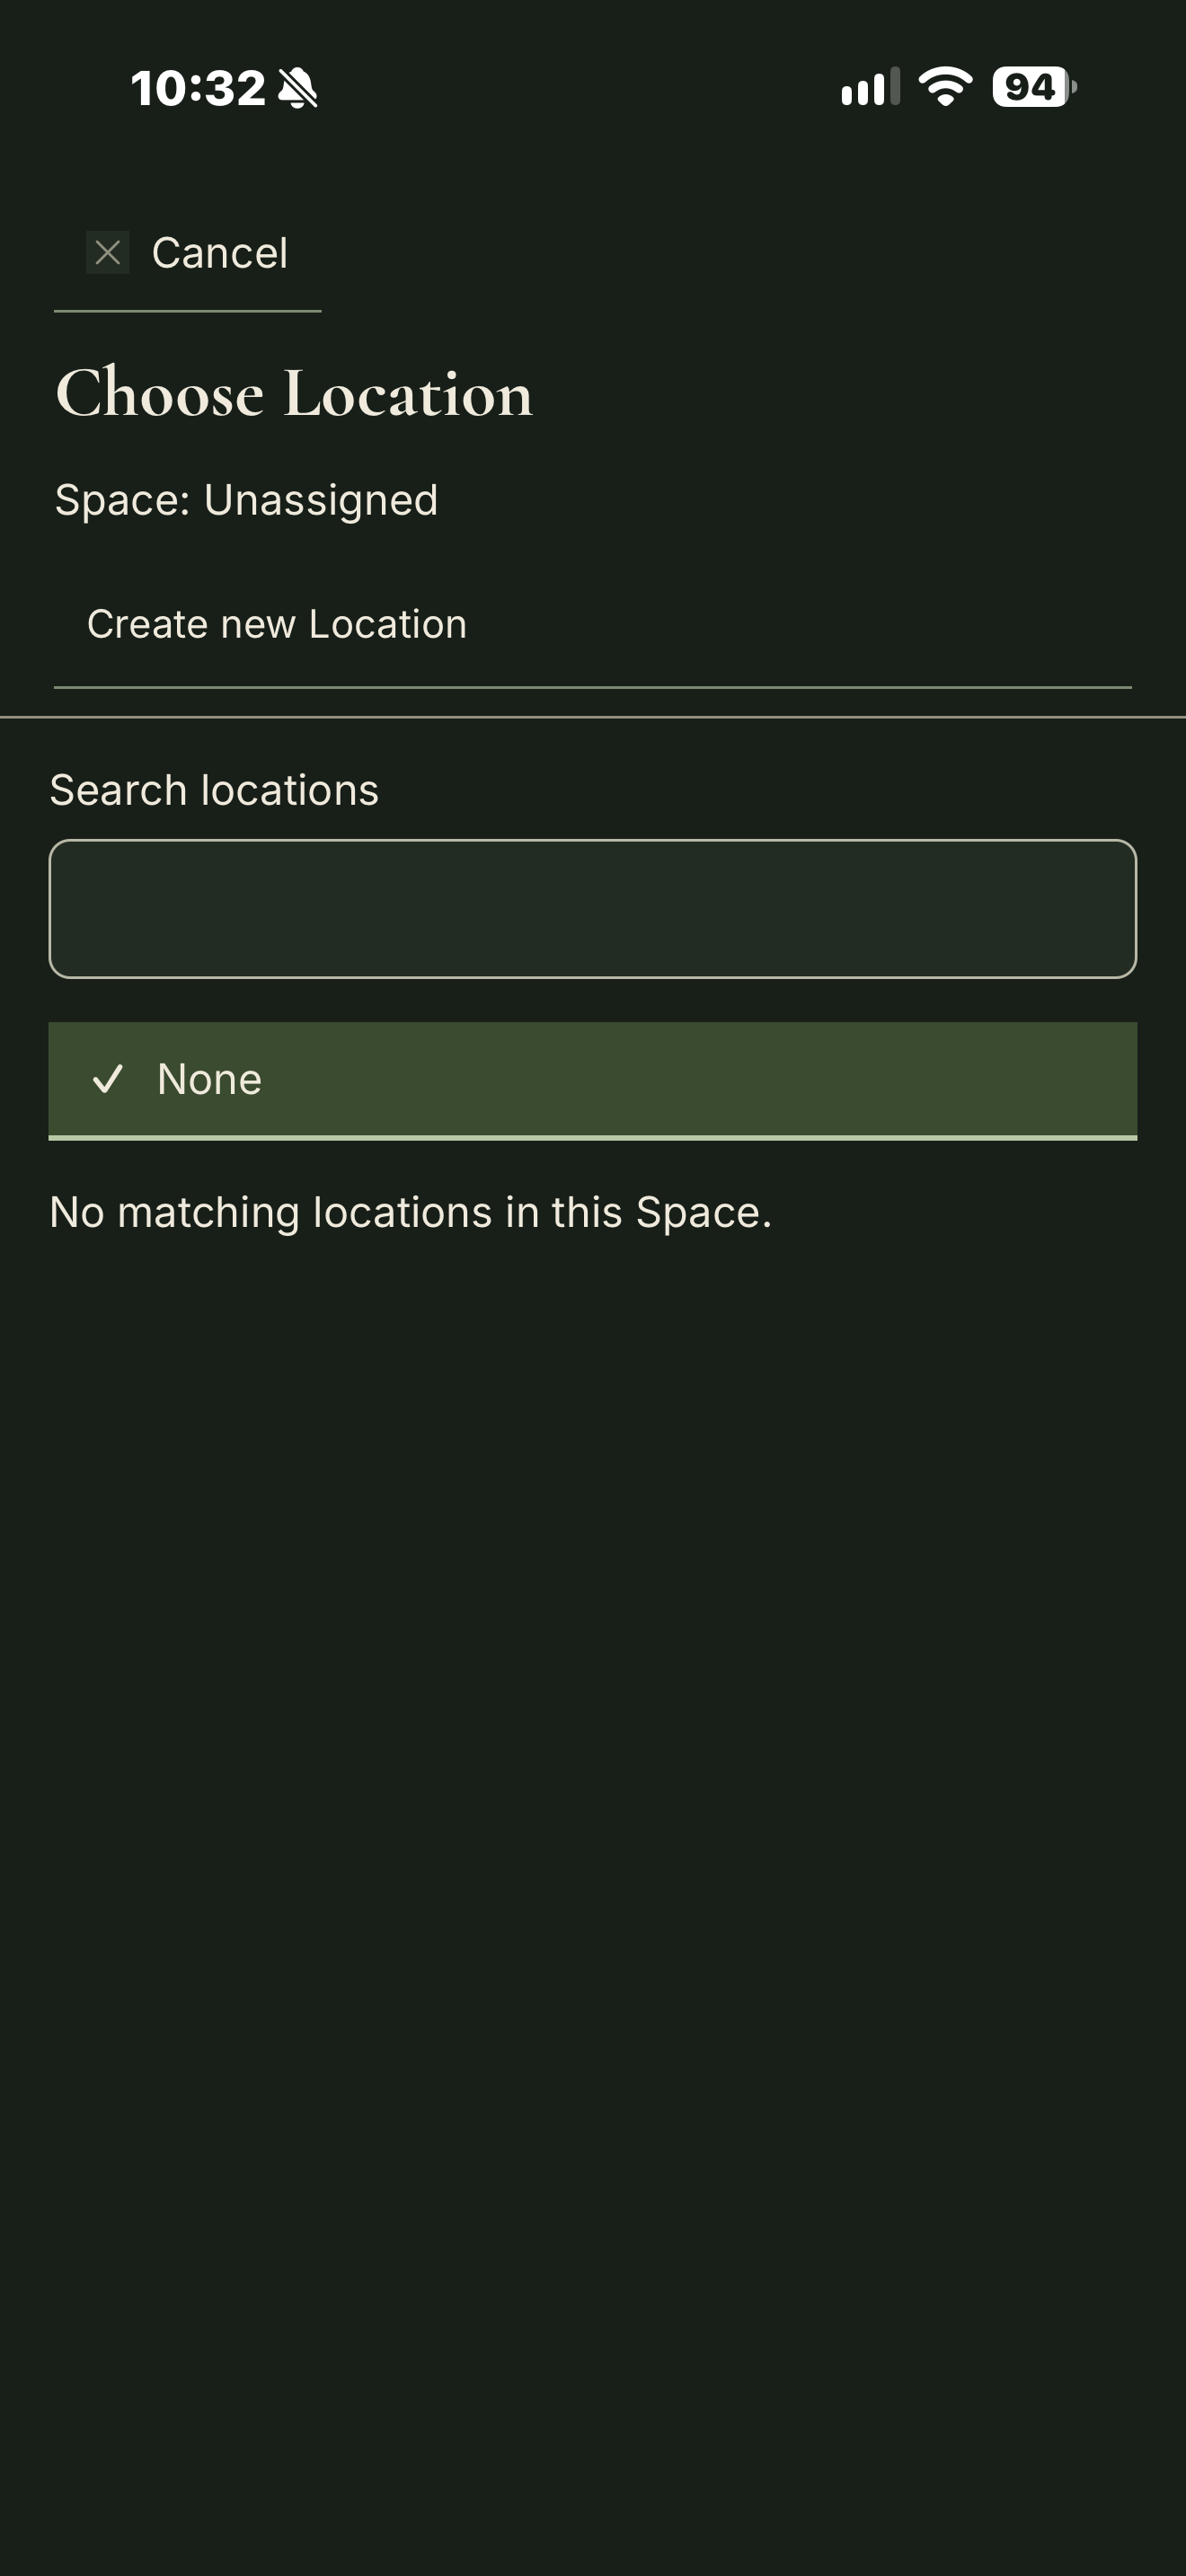 10:32
94
Cancel
Choose Location
Space: Unassigned
Create new Location
Search locations
None
No matching locations in this Space.